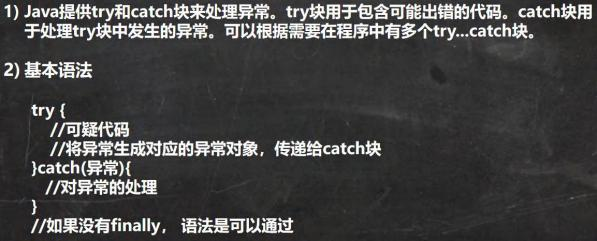 1) Java提供try和catch块来处理异常。try块用于包含可能出错的代码。catch块用
于处理try块中发生的异常。可以根据需要在程序中有多个try...catch块。
2) 基本语法
try {
//可疑代码
//将异常生成对应的异常对象，传递给catch块
}catch(异常){
//对异常的处理
}
//如果没有finally， 语法是可以通过